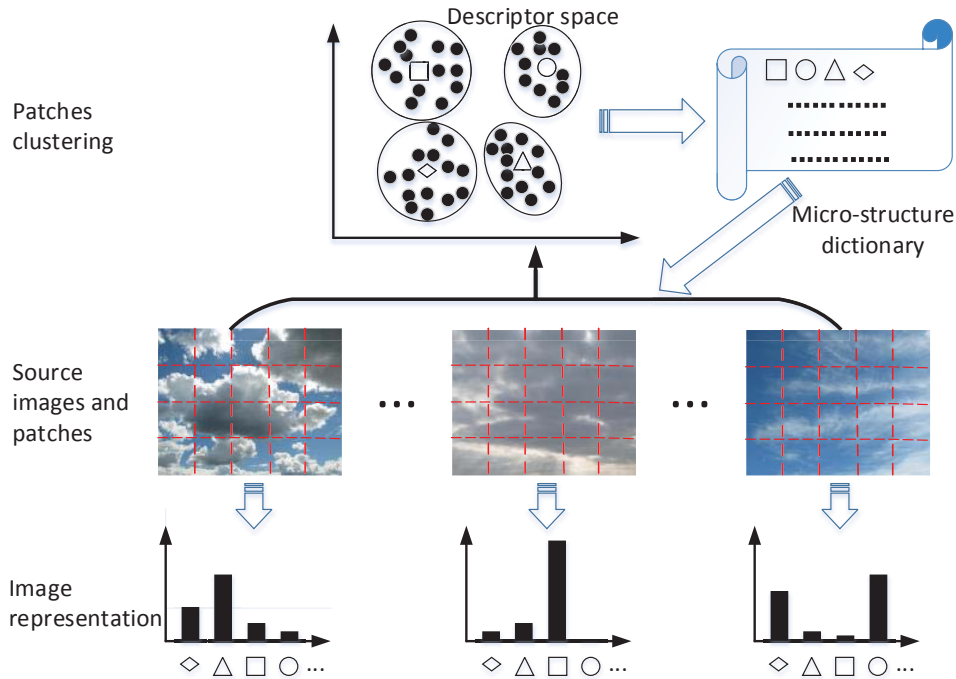 Descriptor space
Patches
clustering
Micro-structure
dictionary
Source
images and
patches
...
...
Image
representation
...
...
...